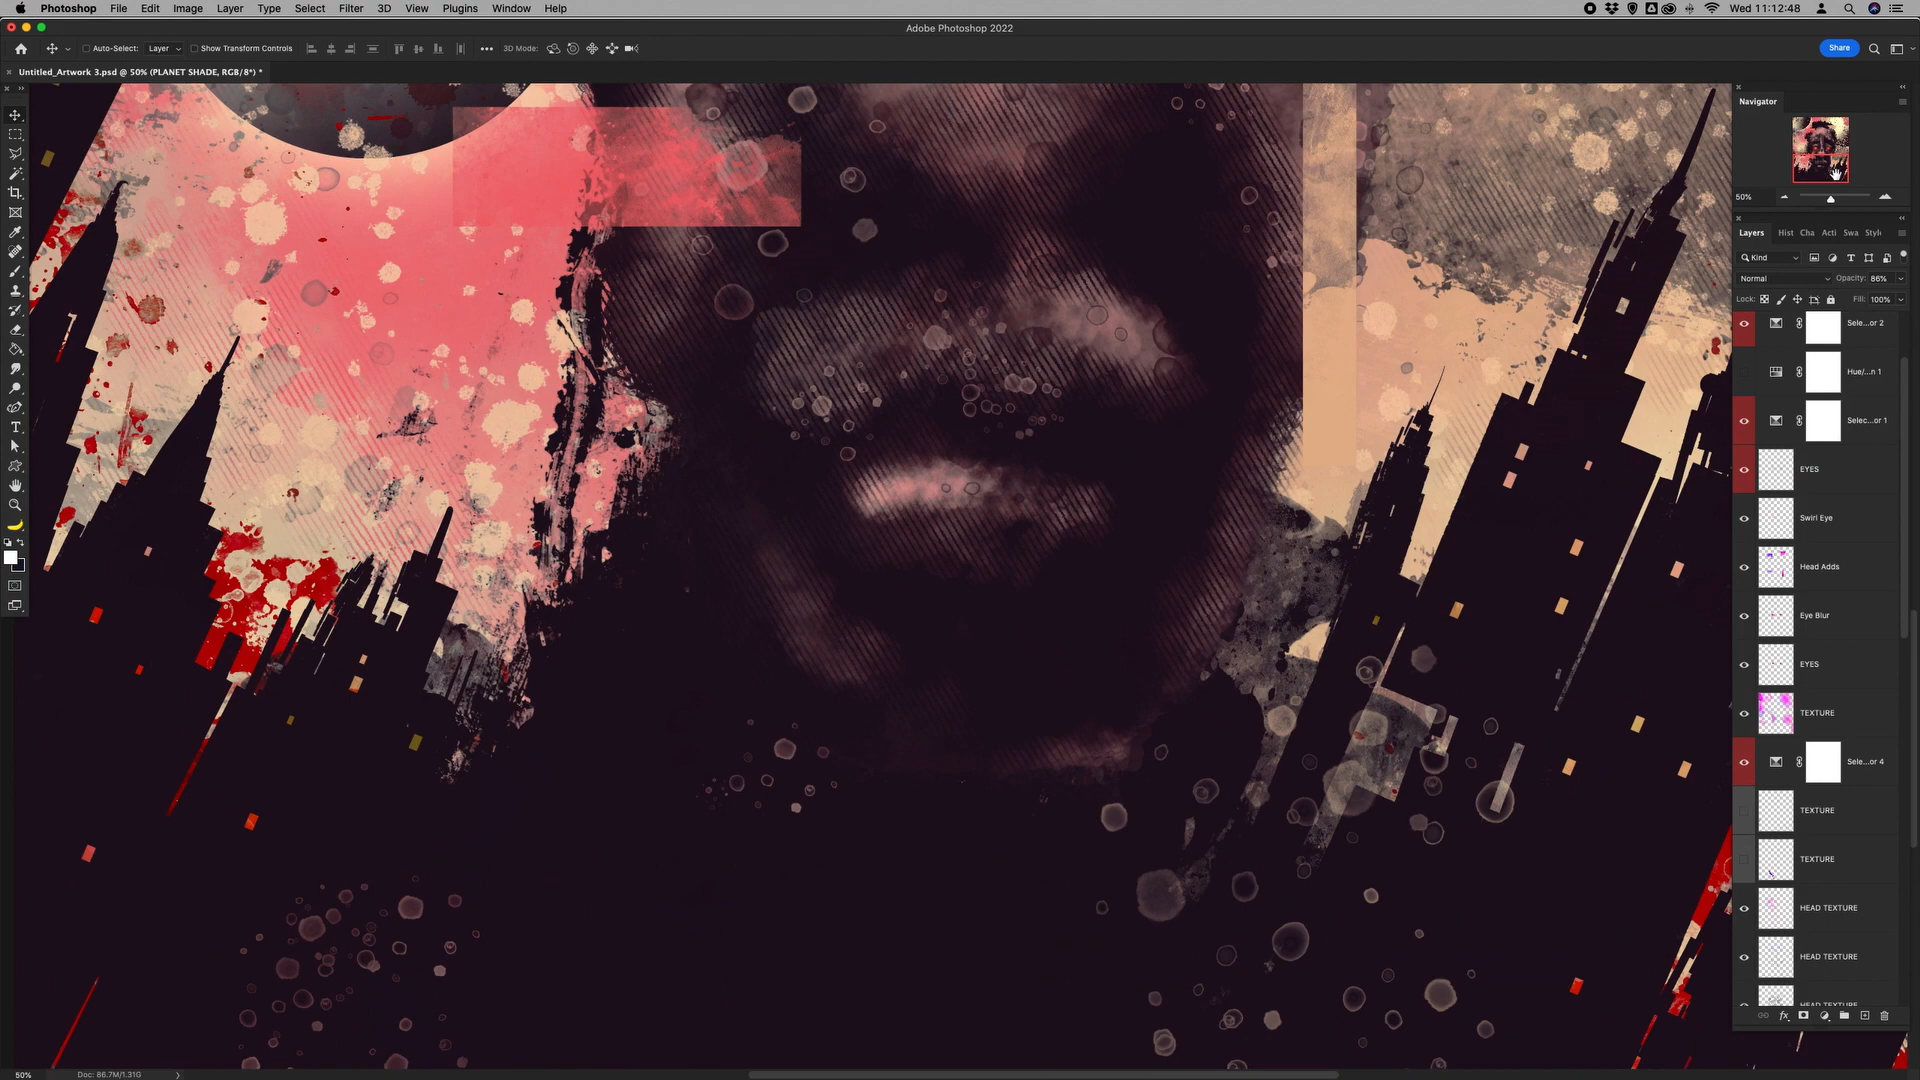 Photoshop File Edit Image Layer Type Select Filter 3D View Plugins Window Help Wed 11:12:48
Adobe Photoshop 2022
Auto-Select: Layer Show Transform Controls 3D Mode: Share
Untitled_Artwork 3.psd @ 50% (PLANET SHADE, RGB/8*) *
Navigator
50%
Layers Hist Cha Acti Swa Style
Kind
Normal Opacity: 86%
Lock: Fill: 100%
Sele...or 2
Hue/...n 1
Selec...or 1
EYES
Swirl Eye
Head Adds
Eye Blur
EYES
TEXTURE
Sele...or 4
TEXTURE
TEXTURE
HEAD TEXTURE
HEAD TEXTURE
HEAD TEXTURE
fx
50% Doc: 86.7M/1.31G